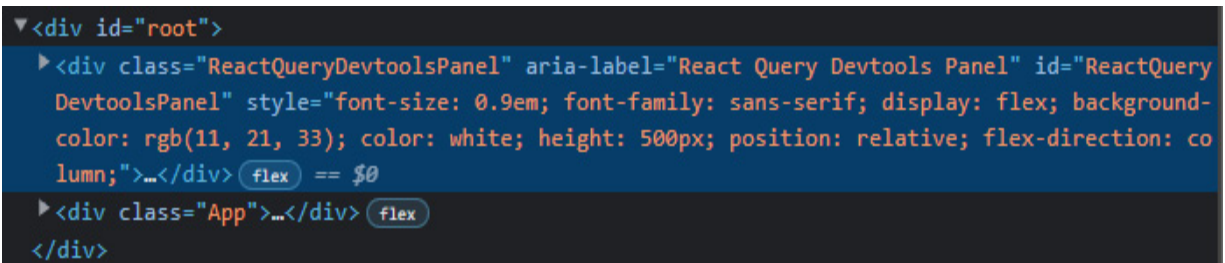 ▼<div id="root">
▶<div class="ReactQueryDevtoolsPanel" aria-label="React Query Devtools Panel" id="ReactQuery
DevtoolsPanel" style="font-size: 0.9em; font-family: sans-serif; display: flex; background-
color: rgb(11, 21, 33); color: white; height: 500px; position: relative; flex-direction: co
lumn;">…</div> flex == $0
▶<div class="App">…</div> flex
</div>